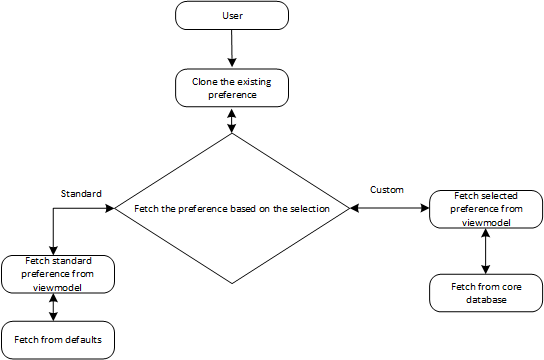 User
Clone the existing
preference
Standard
Custom
Fetch the preference based on the selection
Fetch selected
preference from
viewmodel
Fetch standard
preference from
viewmodel
Fetch from core
database
Fetch from defaults